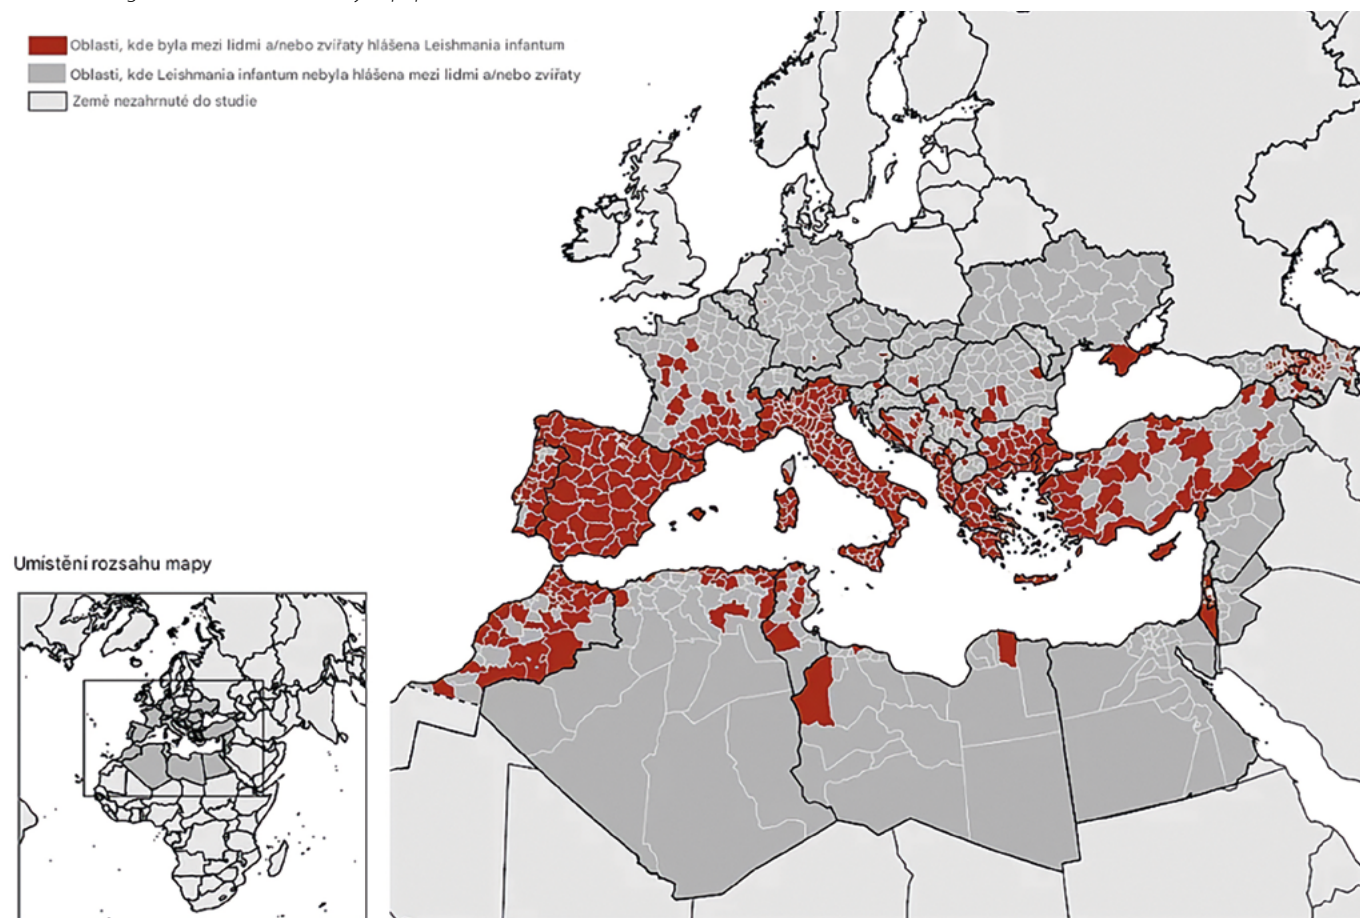 Oblasti, kde byla mezi lidmi a/nebo zvířaty hlášena Leishmania infantum
Oblasti, kde Leishmania infantum nebyla hlášena mezi lidmi a/nebo zvířaty
Země nezahrnuté do studie
Umístění rozsahu mapy